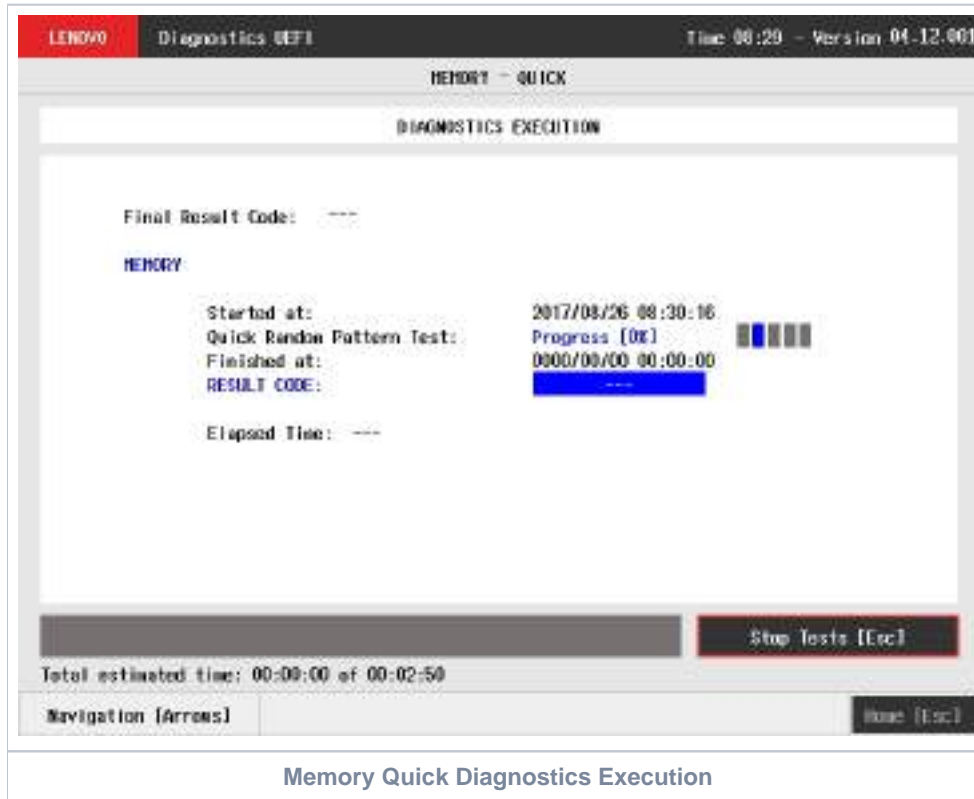 LENOVO Diagnostics UEFI Time 08:29 - Version 04.12.001
MEMORY - QUICK
DIAGNOSTICS EXECUTION
Final Result Code: ---
MEMORY
Started at: 2017/08/26 08:30:16
Quick Random Pattern Test: Progress [0%]
Finished at: 0000/00/00 00:00:00
RESULT CODE: ---
Elapsed Time: ---
Stop Tests [Esc]
Total estimated time: 00:00:00 of 00:02:50
Navigation [Arrows] Home [Esc]
Memory Quick Diagnostics Execution